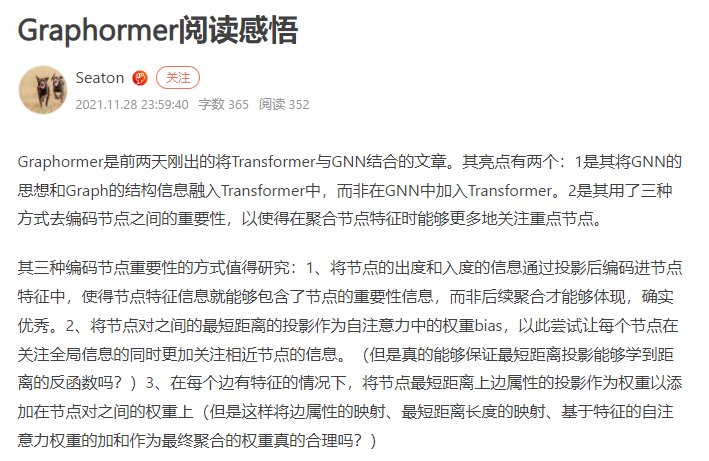 Graphormer阅读感悟
Seaton 关注
2021.11.28 23:59:40 字数 365 阅读 352
Graphormer是前两天刚出的将Transformer与GNN结合的文章。其亮点有两个：1是其将GNN的
思想和Graph的结构信息融入Transformer中，而非在GNN中加入Transformer。2是其用了三种
方式去编码节点之间的重要性，以使得在聚合节点特征时能够更多地关注重点节点。
其三种编码节点重要性的方式值得研究：1、将节点的出度和入度的信息通过投影后编码进节点
特征中，使得节点特征信息就能够包含了节点的重要性信息，而非后续聚合才能够体现，确实
优秀。2、将节点对之间的最短距离的投影作为自注意力中的权重bias，以此尝试让每个节点在
关注全局信息的同时更加关注相近节点的信息。（但是真的能够保证最短距离投影能够学到距
离的反函数吗？）3、在每个边有特征的情况下，将节点最短距离上边属性的投影作为权重以添
加在节点对之间的权重上（但是这样将边属性的映射、最短距离长度的映射、基于特征的自注
意力权重的加和作为最终聚合的权重真的合理吗？）